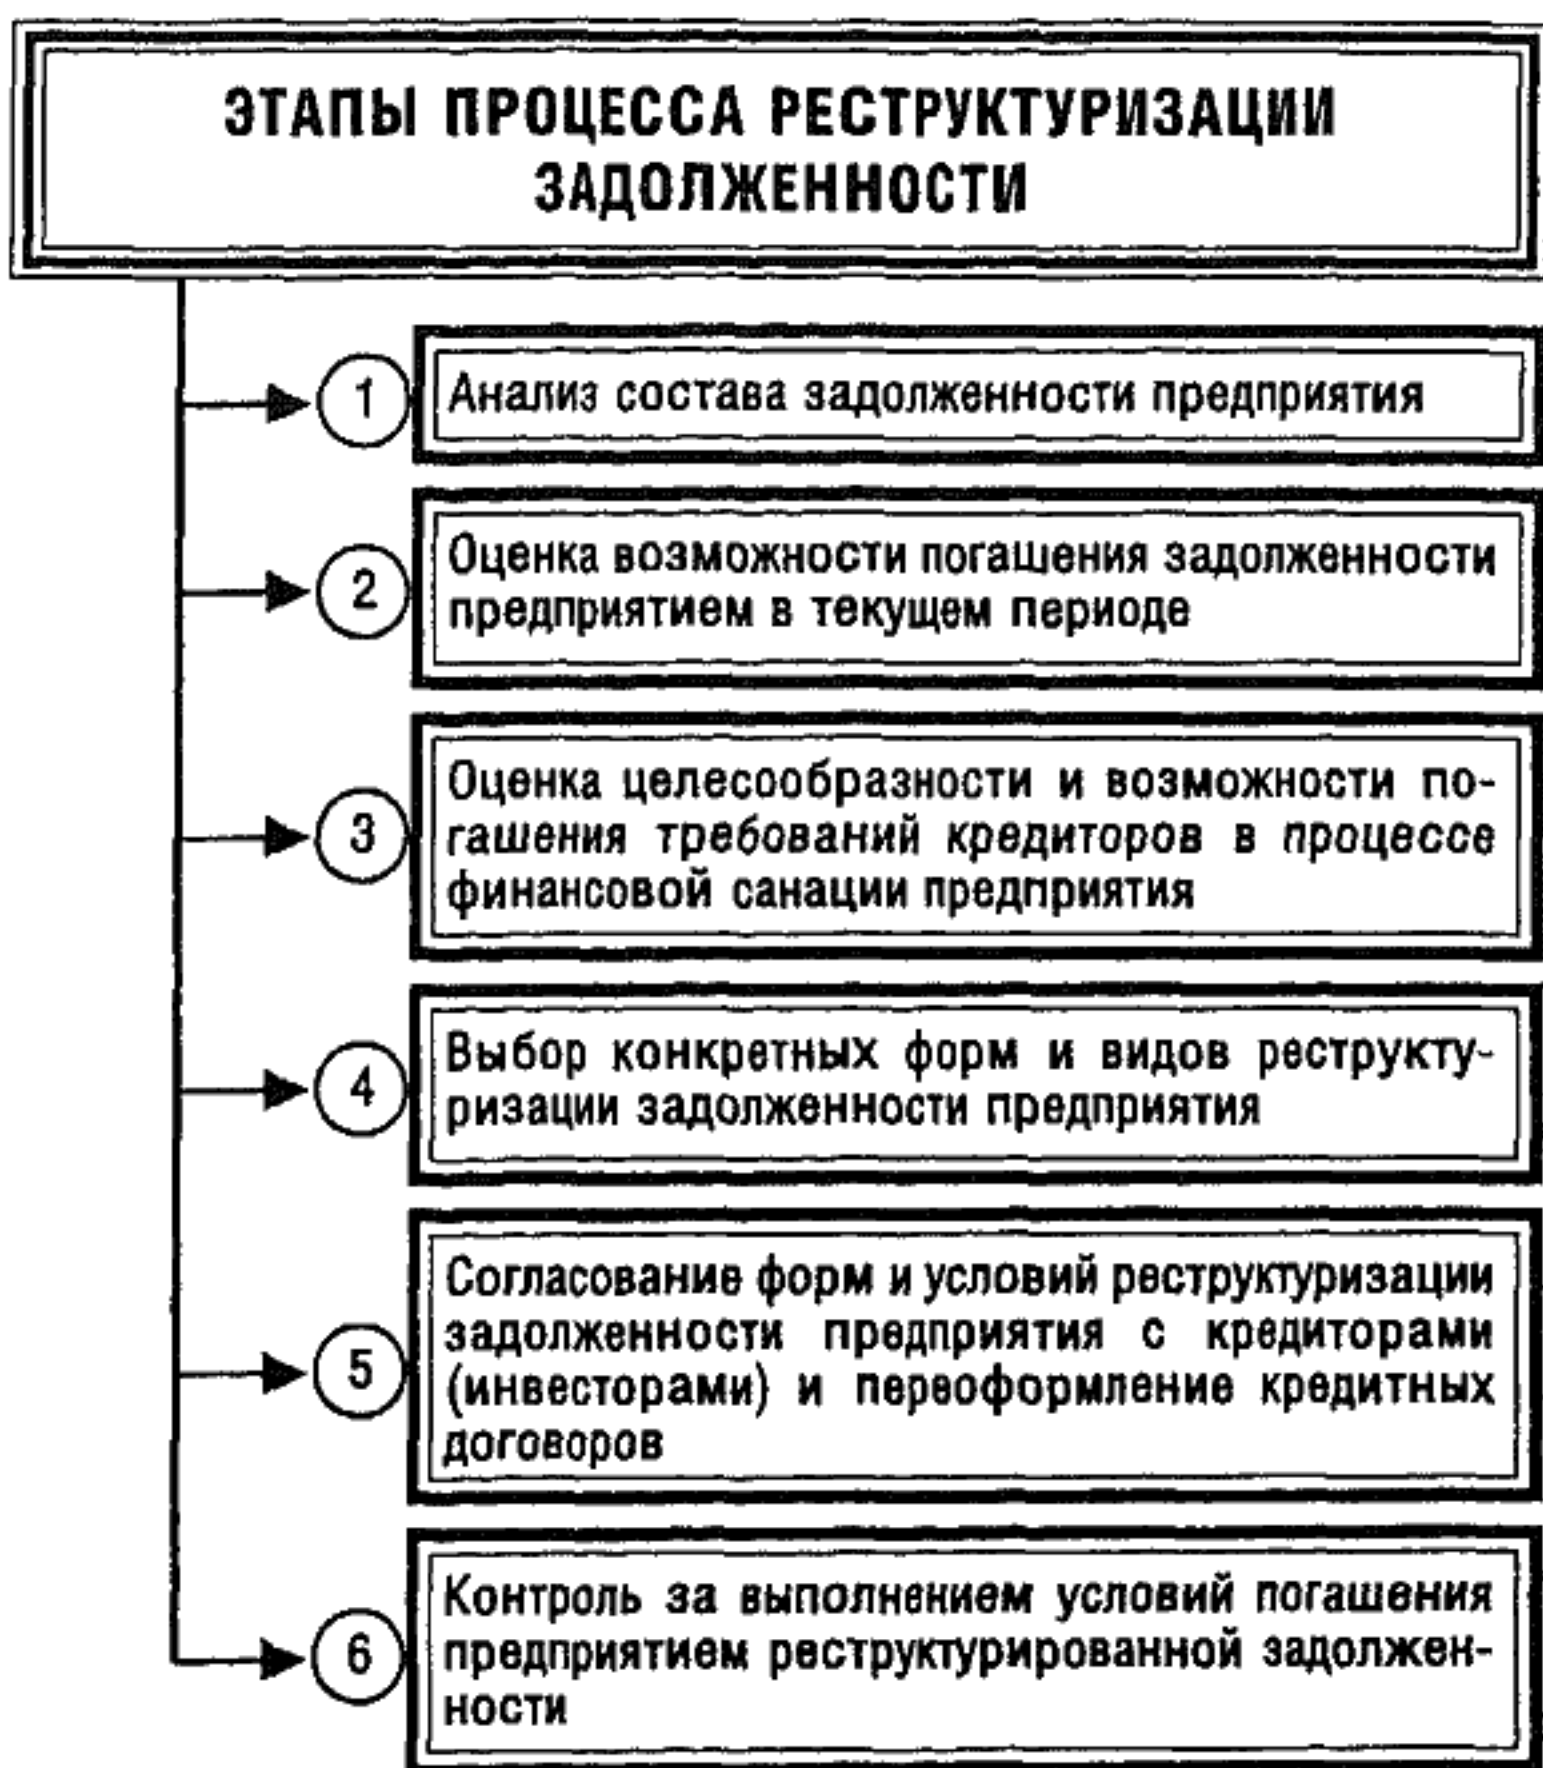 ЭТАПЫ ПРОЦЕССА РЕСТРУКТУРИЗАЦИИ
ЗАДОЛЖЕННОСТИ
1
Анализ состава задолженности предприятия
2
Оценка возможности погашения задолженности
предприятием в текущем периоде
3
Оценка целесообразности и возможности по-
гашения требований кредиторов в процессе
финансовой санации предприятия
4
Выбор конкретных форм и видов реструкту-
ризации задолженности предприятия
5
Согласование форм и условий реструктуризации
задолженности предприятия с кредиторами
(инвесторами) и переоформление кредитных
договоров
6
Контроль за выполнением условий погашения
предприятием реструктурированной задолжен-
ности